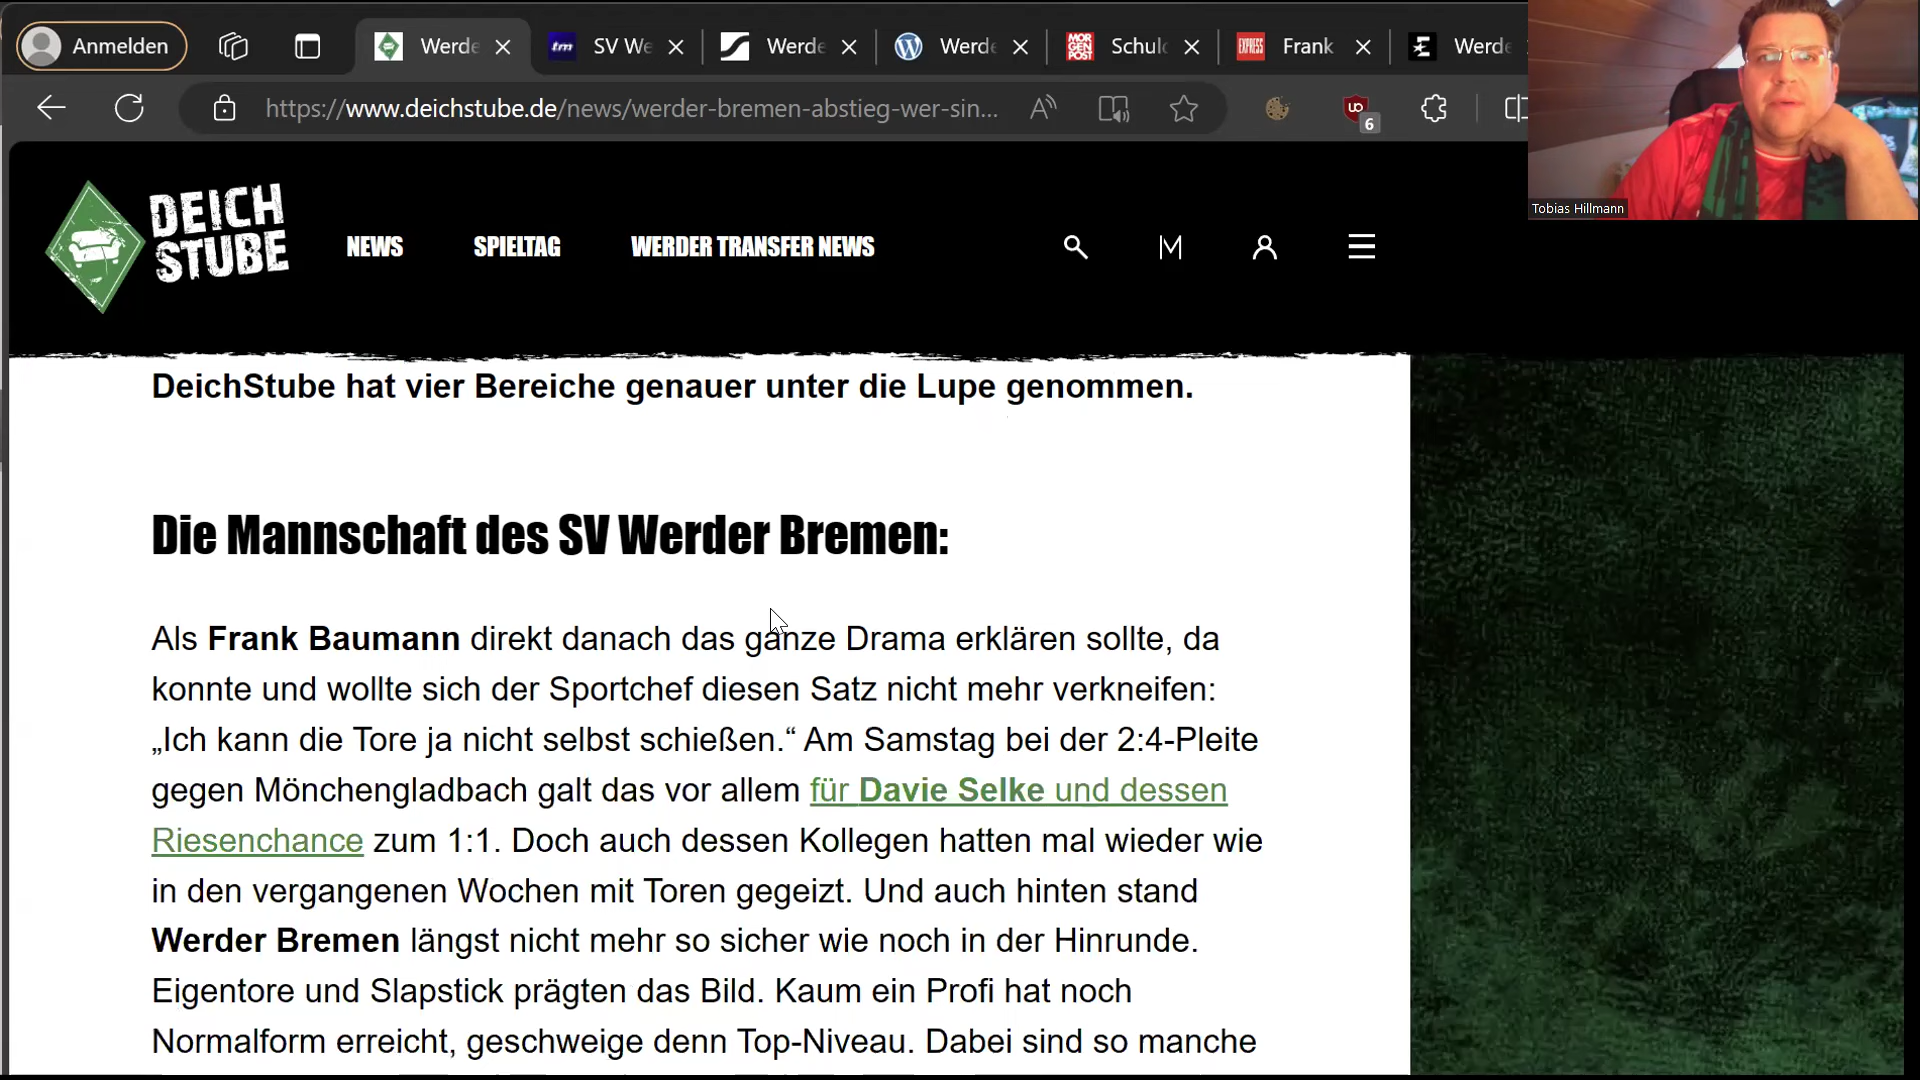 Anmelden
Werde
SV We
Werde
Werde
Schulc
Frank
Werde
https://www.deichstube.de/news/werder-bremen-abstieg-wer-sin...
6
Tobias Hillmann
DEICH
STUBE
NEWS
SPIELTAG
WERDER TRANSFER NEWS
DeichStube hat vier Bereiche genauer unter die Lupe genommen.
Die Mannschaft des SV Werder Bremen:
Als Frank Baumann direkt danach das ganze Drama erklären sollte, da
konnte und wollte sich der Sportchef diesen Satz nicht mehr verkneifen:
„Ich kann die Tore ja nicht selbst schießen.“ Am Samstag bei der 2:4-Pleite
gegen Mönchengladbach galt das vor allem für Davie Selke und dessen
Riesenchance zum 1:1. Doch auch dessen Kollegen hatten mal wieder wie
in den vergangenen Wochen mit Toren gegeizt. Und auch hinten stand
Werder Bremen längst nicht mehr so sicher wie noch in der Hinrunde.
Eigentore und Slapstick prägten das Bild. Kaum ein Profi hat noch
Normalform erreicht, geschweige denn Top-Niveau. Dabei sind so manche